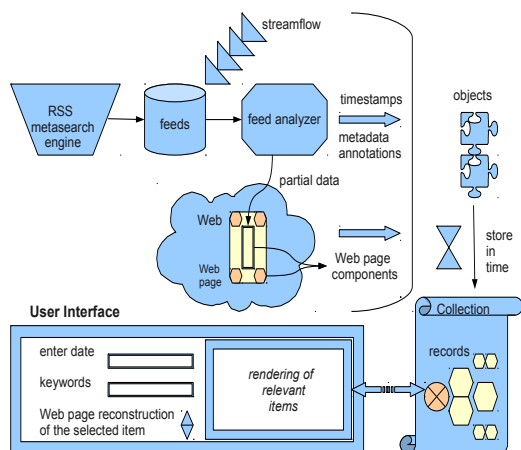 streamflow
RSS
metasearch
engine
feeds
feed analyzer
timestamps
metadata
annotations
objects
partial data
Web
Web
page
Web page
components
store
in
time
User Interface
Collection
enter date
keywords
Web page reconstruction
of the selected item
rendering of
relevant
items
records